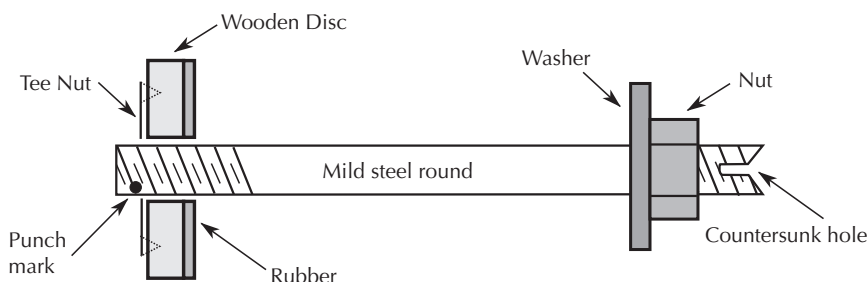 Wooden Disc
Washer
Nut
Tee Nut
Mild steel round
Punch
mark
Rubber
Countersunk hole